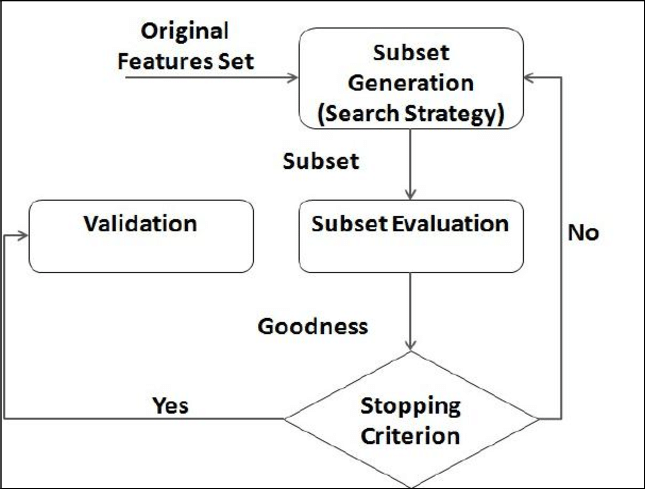 Original
Features Set
Subset
Generation
(Search Strategy)
Subset
Validation
Subset Evaluation
No
Goodness
Yes
Stopping
Criterion